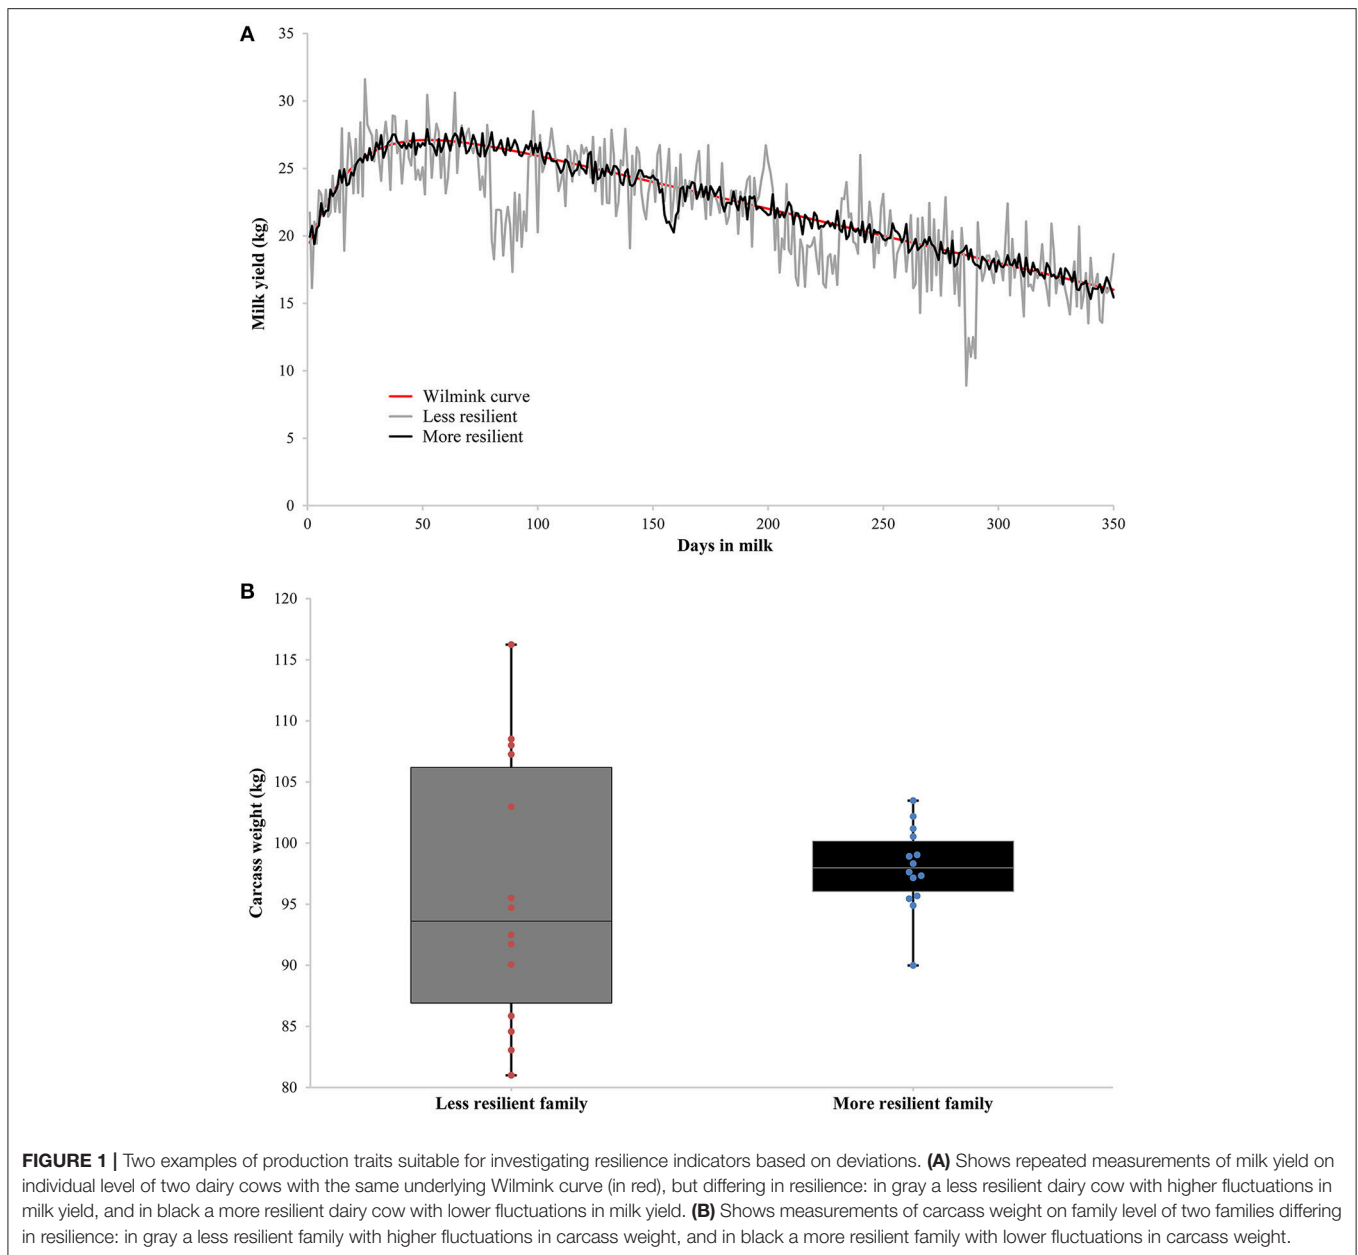 A
35
30
25
20
15
10
5
0
Milk yield (kg)
Wilmink curve
Less resilient
More resilient
0 50 100 150 200 250 300 350
Days in milk
B
120
115
110
105
100
95
90
85
80
Carcass weight (kg)
Less resilient family More resilient family
FIGURE 1 | Two examples of production traits suitable for investigating resilience indicators based on deviations. (A) Shows repeated measurements of milk yield on
individual level of two dairy cows with the same underlying Wilmink curve (in red), but differing in resilience: in gray a less resilient dairy cow with higher fluctuations in
milk yield, and in black a more resilient dairy cow with lower fluctuations in milk yield. (B) Shows measurements of carcass weight on family level of two families differing
in resilience: in gray a less resilient family with higher fluctuations in carcass weight, and in black a more resilient family with lower fluctuations in carcass weight.